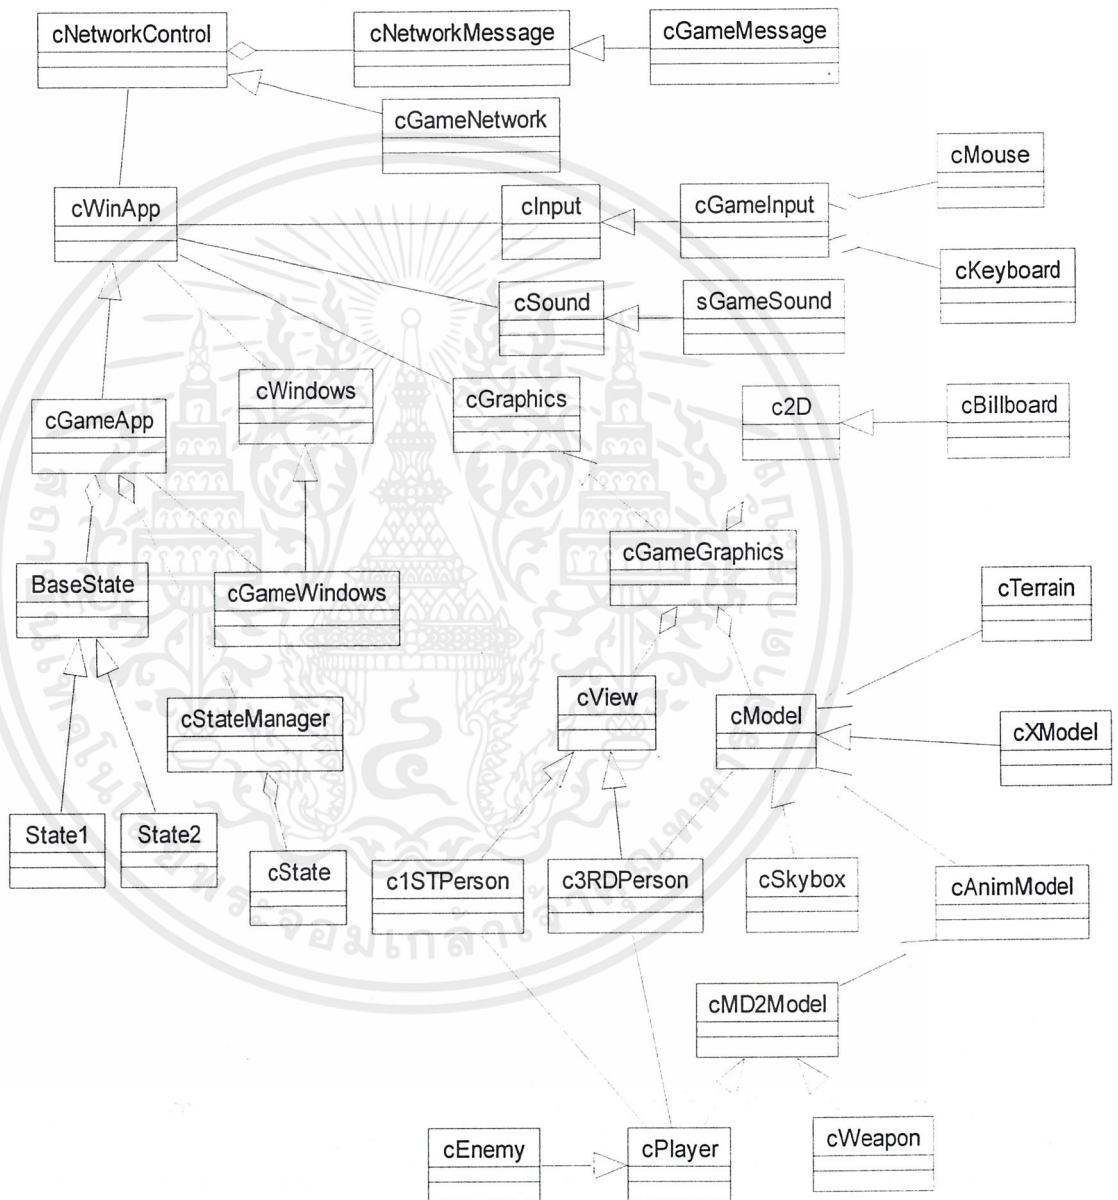 cNetworkControl
cNetworkMessage
cGameMessage
cGameNetwork
cMouse
cWinApp
cInput
cGameInput
cKeyboard
cSound
sGameSound
cWindows
cGraphics
c2D
cBillboard
cGameApp
cGameGraphics
BaseState
cGameWindows
cTerrain
cView
cModel
cStateManager
cXModel
State1
State2
cState
c1STPerson
c3RDPerson
cSkybox
cAnimModel
cMD2Model
cEnemy
cPlayer
cWeapon